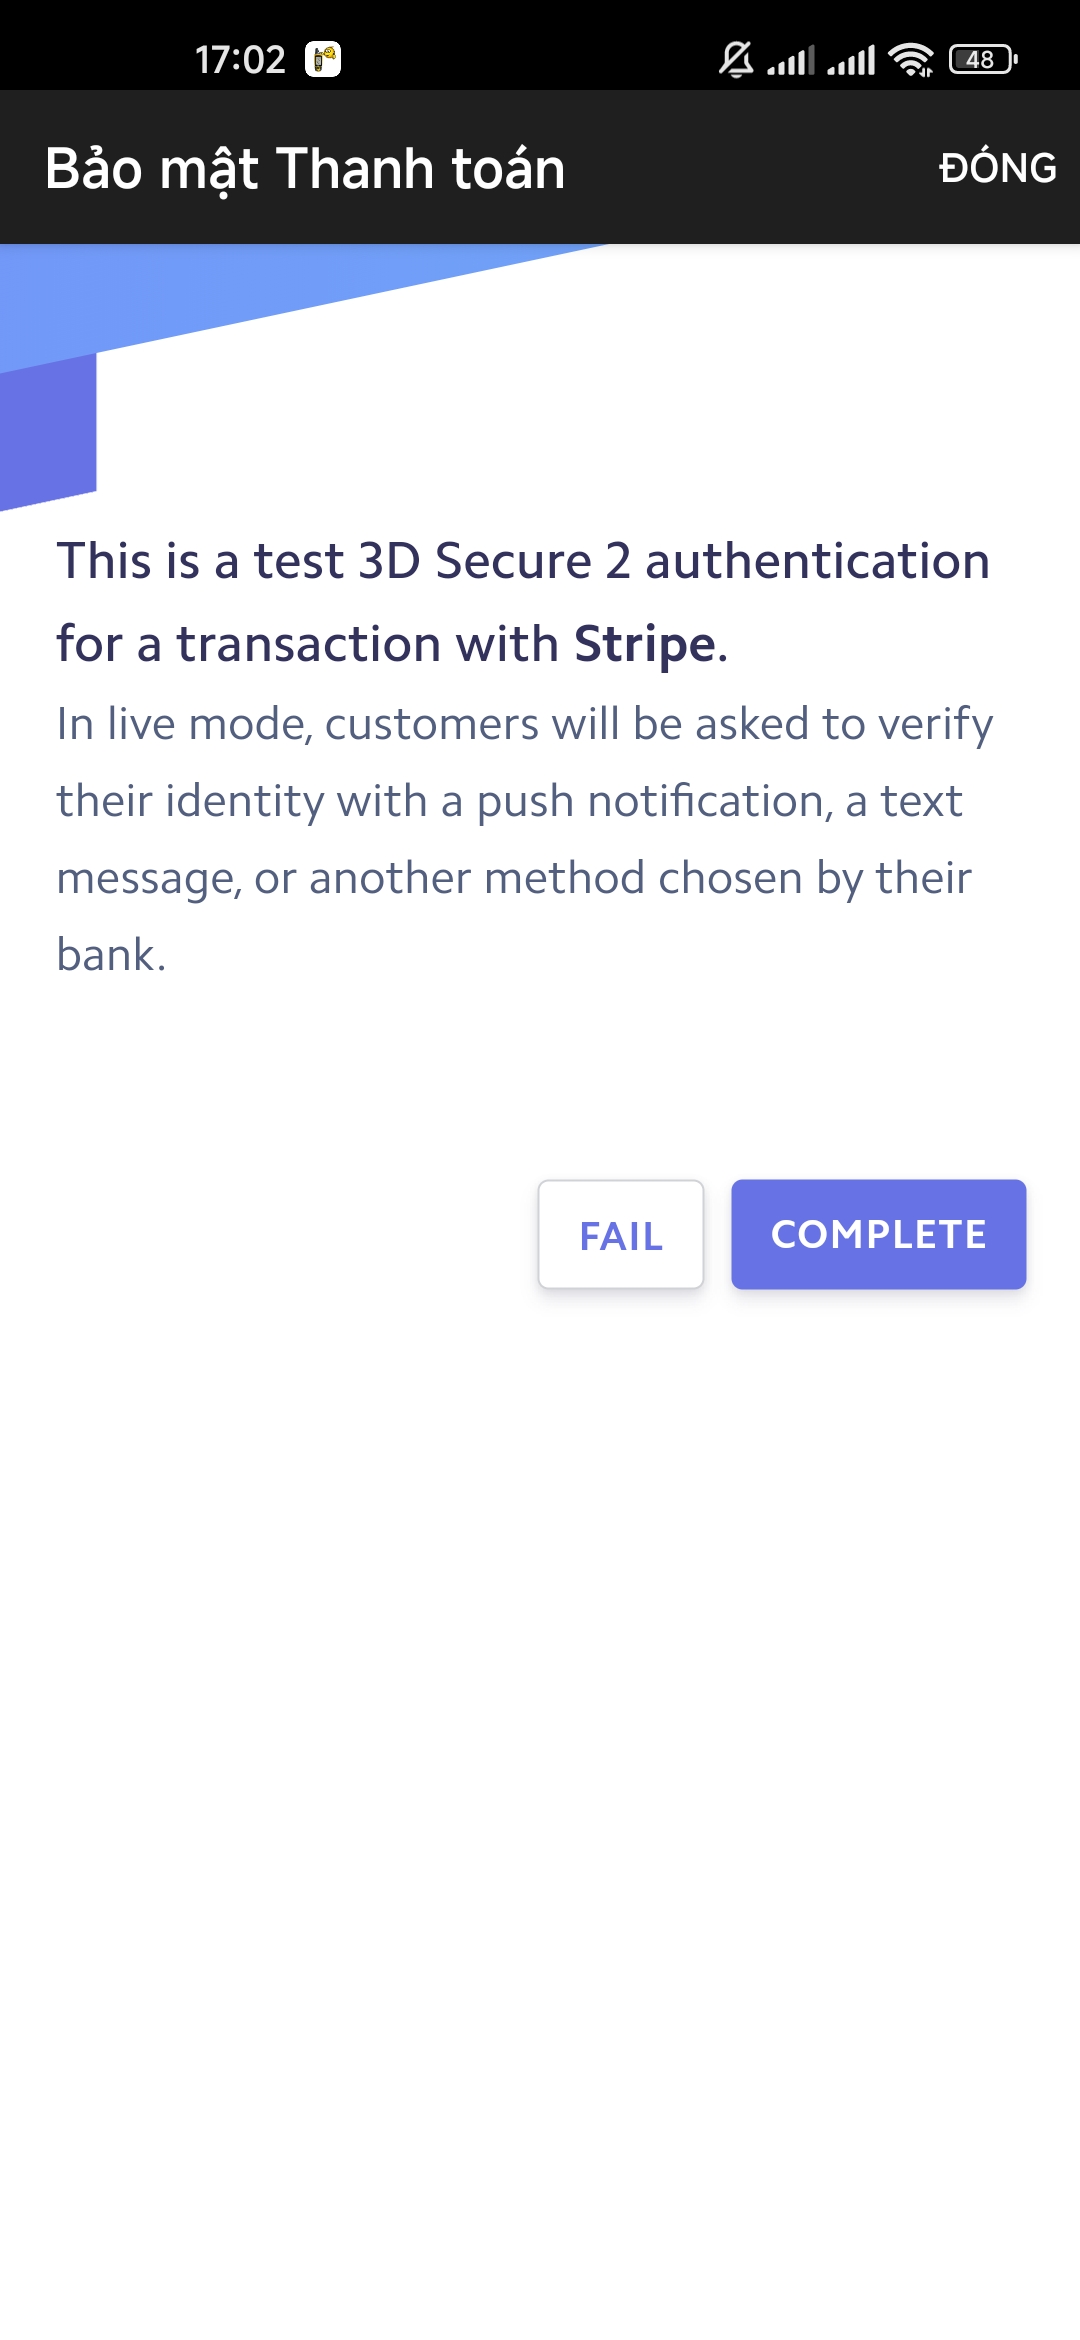 17:02
48
Bảo mật Thanh toán
ĐÓNG
This is a test 3D Secure 2 authentication
for a transaction with Stripe.
In live mode, customers will be asked to verify
their identity with a push notification, a text
message, or another method chosen by their
bank.
FAIL
COMPLETE